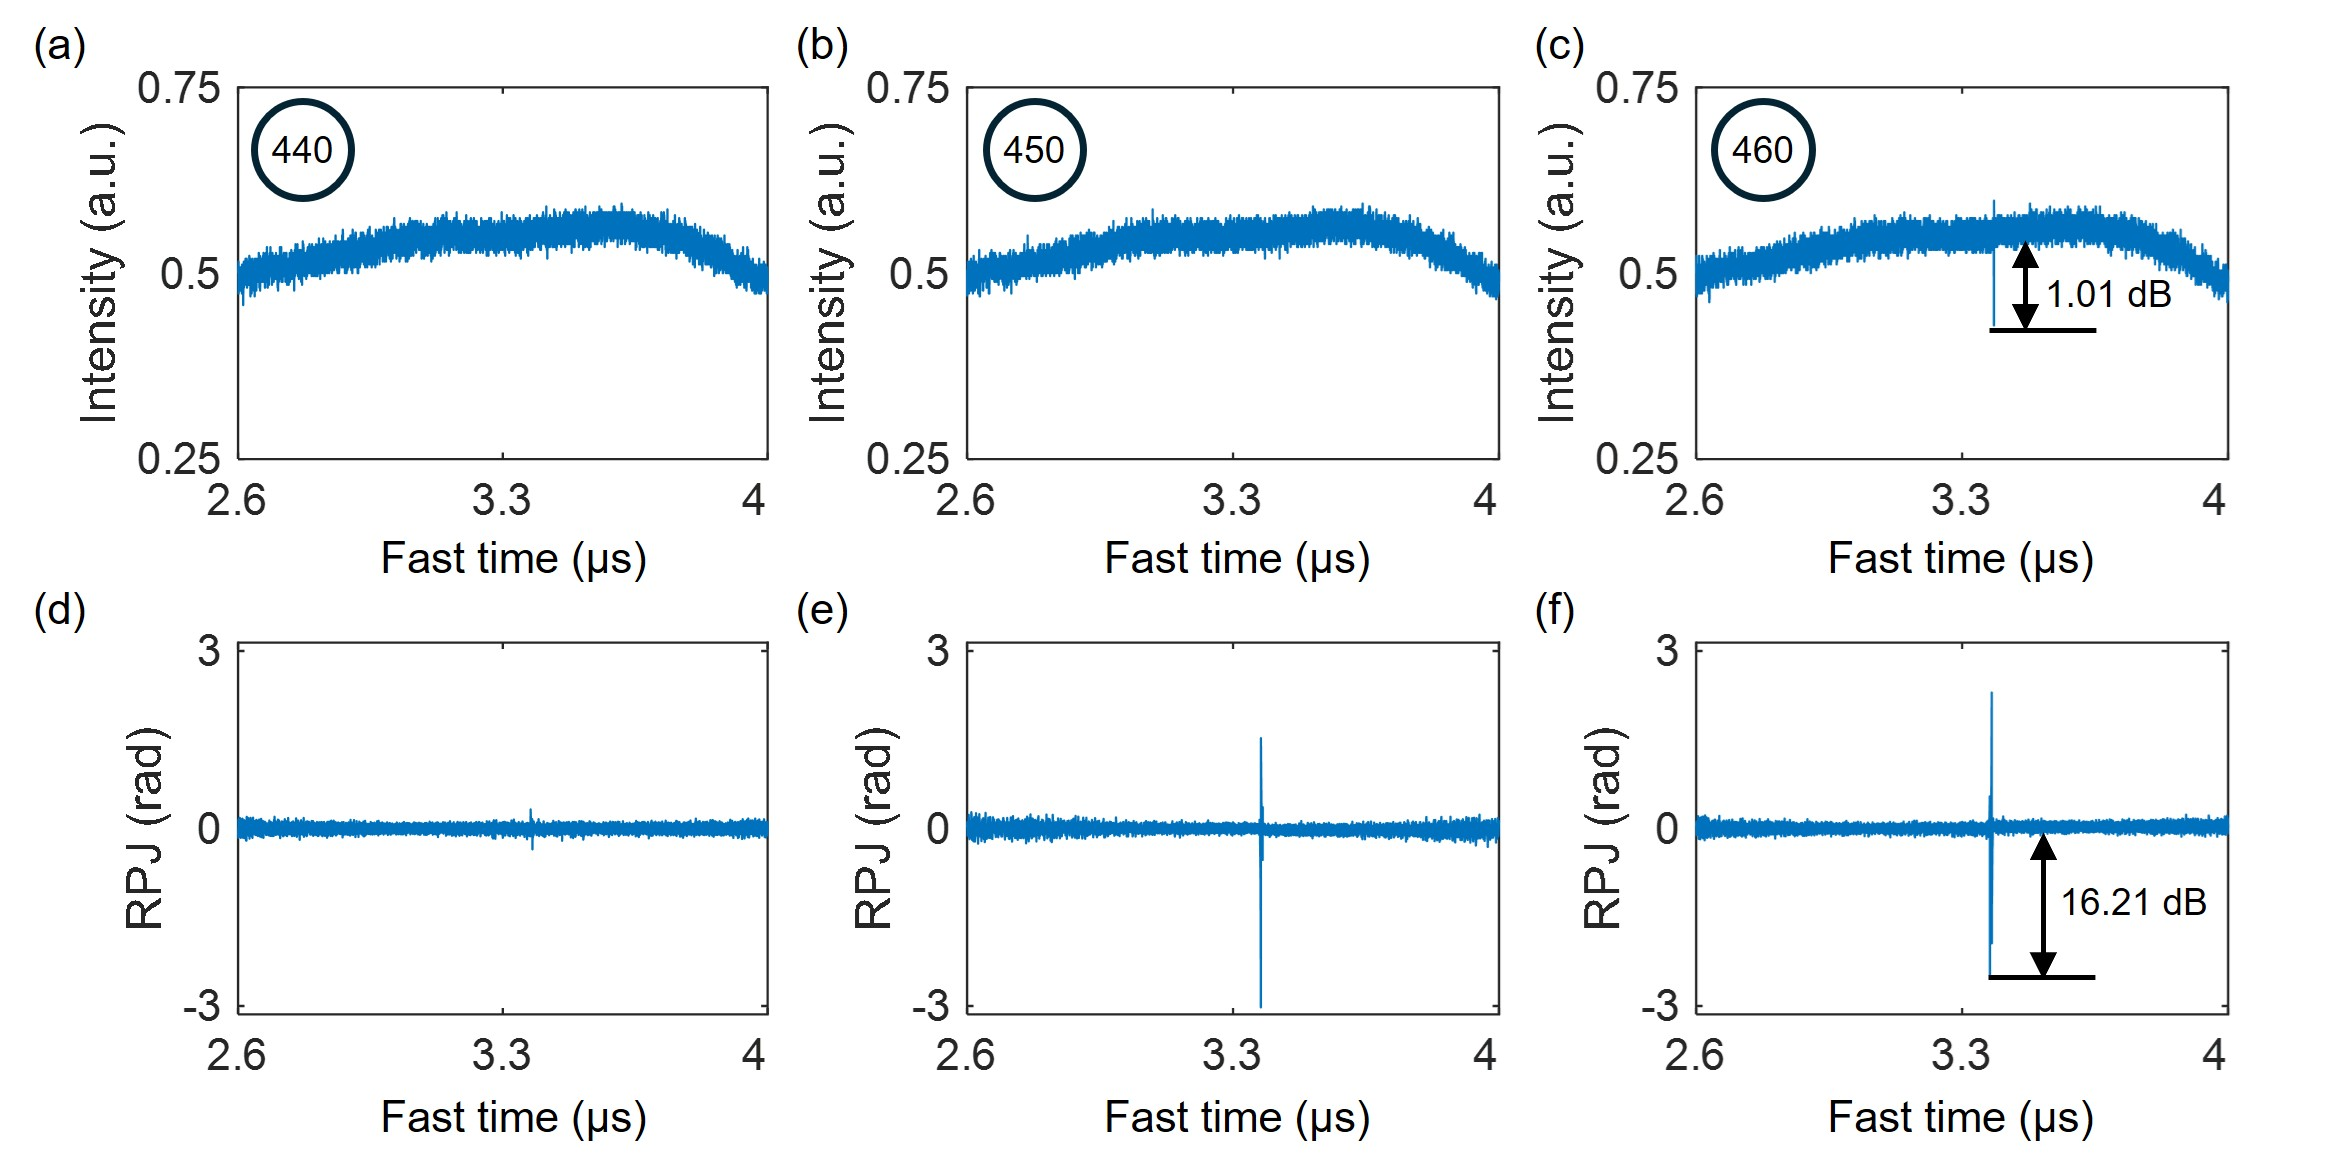 (a) (b) (c)
0.75 0.75 0.75
440 450 460
Intensity (a.u.) Intensity (a.u.) Intensity (a.u.)
0.5 0.5 0.5
1.01 dB
0.25 0.25 0.25
2.6 3.3 4 2.6 3.3 4 2.6 3.3 4
Fast time (µs) Fast time (µs) Fast time (µs)
(d) (e) (f)
3 3 3
RPJ (rad) RPJ (rad) RPJ (rad)
0 0 0
16.21 dB
-3 -3 -3
2.6 3.3 4 2.6 3.3 4 2.6 3.3 4
Fast time (µs) Fast time (µs) Fast time (µs)